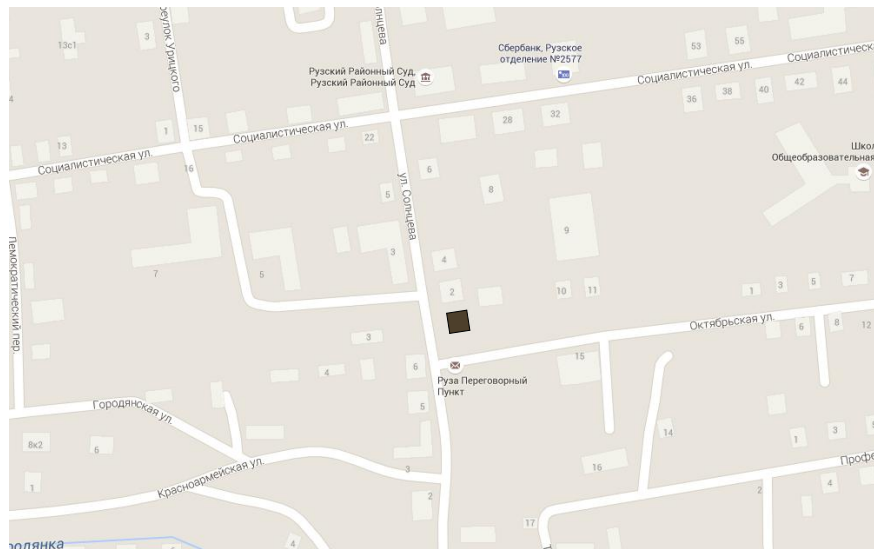 переулок Урицкого
ул. Солнцева
13с1
3
53
55
Сбербанк, Рузское
отделение №2577
Социалистическая
Рузский Районный Суд,
Рузский Районный Суд
Социалистическая ул.
36
38
40
42
44
28
32
1
15
22
Социалистическая ул.
13
Социалистическая ул.
16
6
5
8
ул. Солнцева
Общеобразовательная
9
3
4
7
5
2
10
11
1
3
5
7
Демократический пер.
Октябрьская ул.
6
8
12
3
6
15
4
Руза Переговорный
Пункт
5
Городянская ул.
14
1
3
8к2
6
3
16
Красноармейская ул.
1
2
2
4
17
4